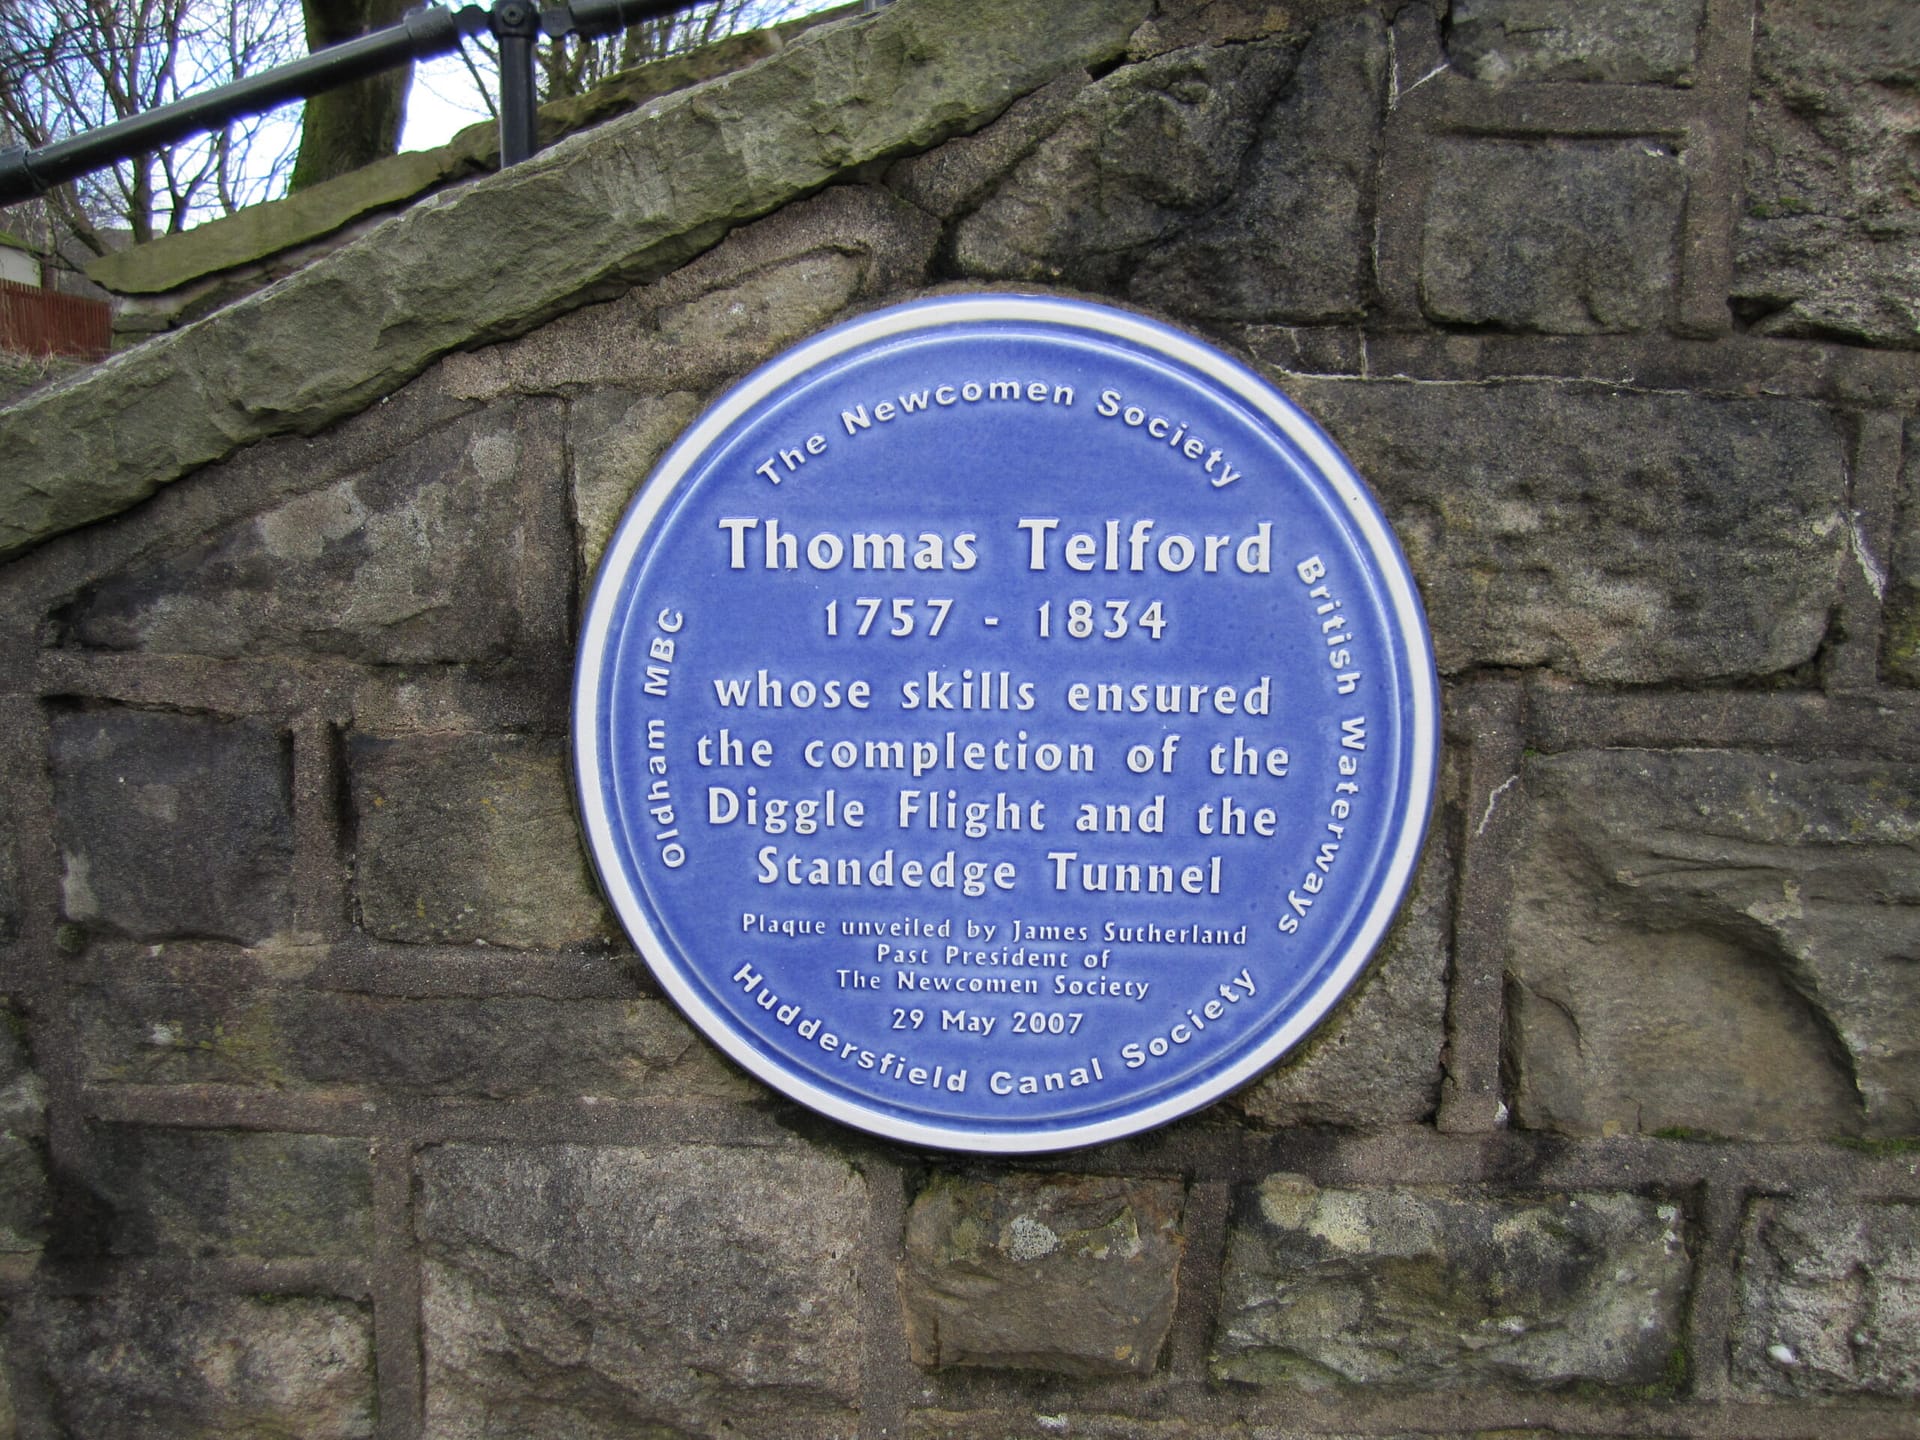 The Newcomen Society
Thomas Telford
1757 - 1834
whose skills ensured
the completion of the
Diggle Flight and the
Standedge Tunnel
Plaque unveiled by James Sutherland
Past President of
The Newcomen Society
29 May 2007
Oldham MBC
British Waterways
Huddersfield Canal Society